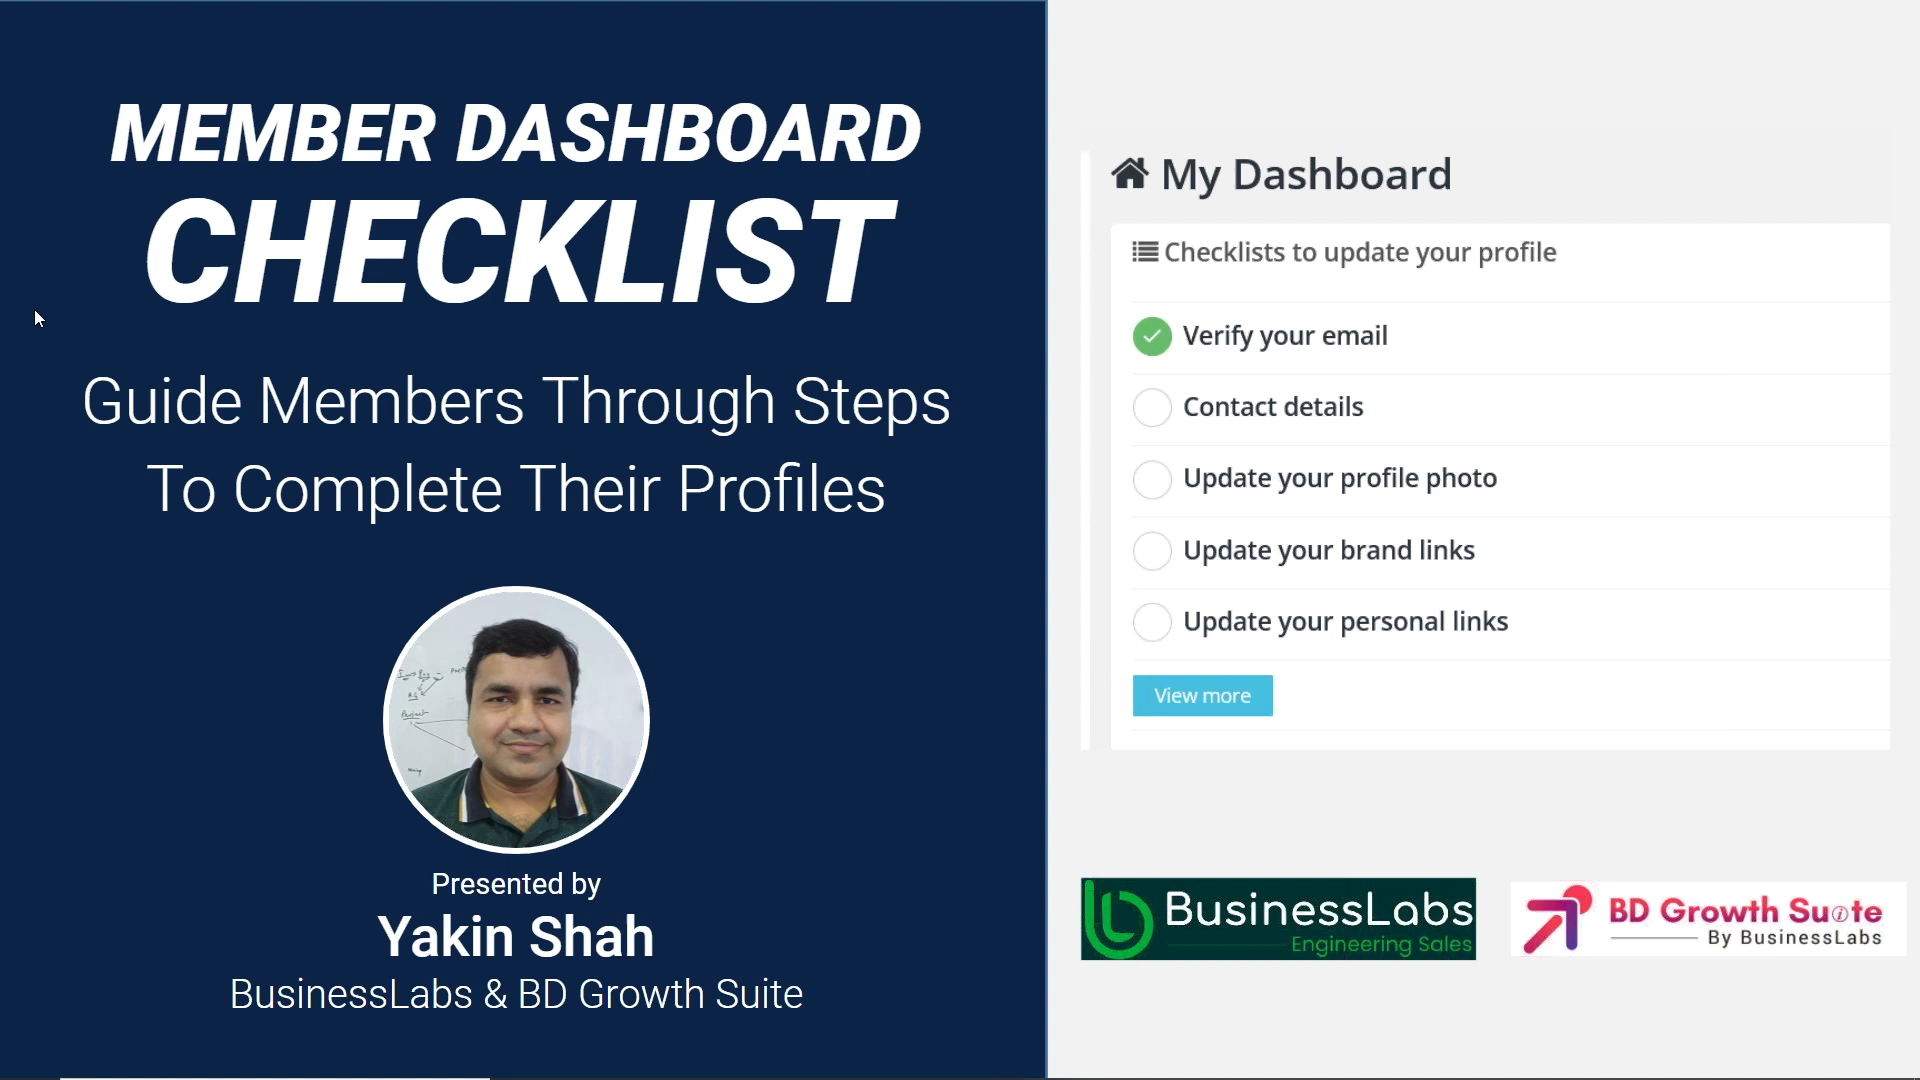 MEMBER DASHBOARD
CHECKLIST
Guide Members Through Steps
To Complete Their Profiles
Presented by
Yakin Shah
BusinessLabs & BD Growth Suite
My Dashboard
Checklists to update your profile
Verify your email
Contact details
Update your profile photo
Update your brand links
Update your personal links
View more
BusinessLabs
Engineering Sales
BD Growth Suite
By BusinessLabs